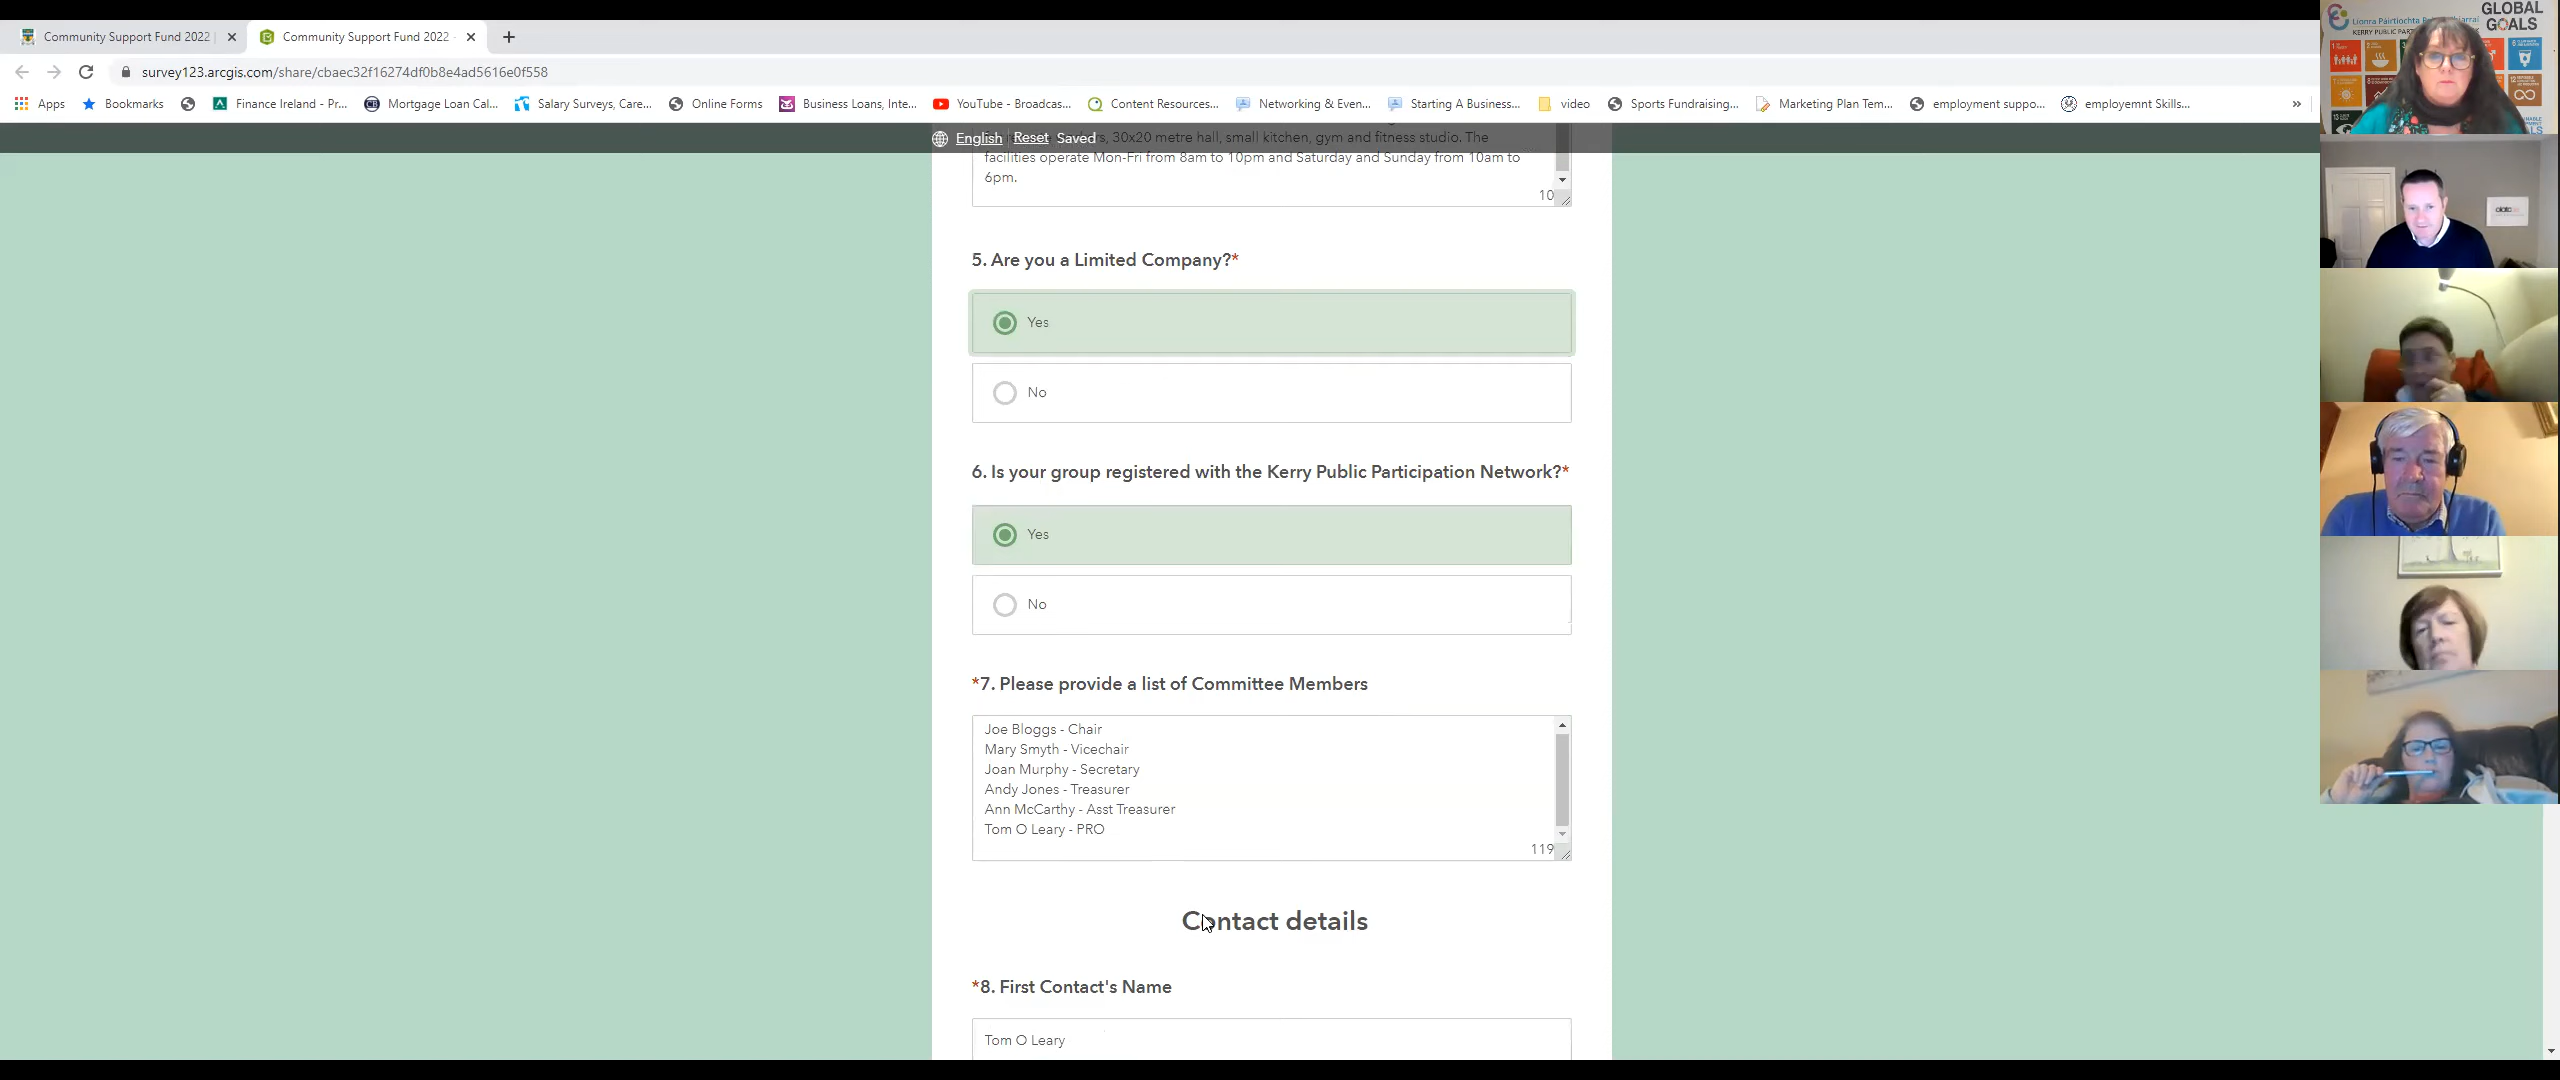 Community Support Fund 2022
Community Support Fund 2022
survey123.arcgis.com/share/cbaec32f16274df0b8e4ad5616e0f558
Apps Bookmarks Finance Ireland - Pr... Mortgage Loan Cal... Salary Surveys, Care... Online Forms Business Loans, Inte... YouTube - Broadcas... Content Resources... Networking & Even... Starting A Business... video Sports Fundraising... Marketing Plan Tem... employment suppo... employemnt Skills... »
English Reset Saved
s, 30x20 metre hall, small kitchen, gym and fitness studio. The
facilities operate Mon-Fri from 8am to 10pm and Saturday and Sunday from 10am to
6pm.
10
5. Are you a Limited Company?*
Yes
No
6. Is your group registered with the Kerry Public Participation Network?*
Yes
No
*7. Please provide a list of Committee Members
Joe Bloggs - Chair
Mary Smyth - Vicechair
Joan Murphy - Secretary
Andy Jones - Treasurer
Ann McCarthy - Asst Treasurer
Tom O Leary - PRO
119
Contact details
*8. First Contact's Name
Tom O Leary
GLOBAL
GOALS
Líonra Páirtíochta
KERRY PUBLIC